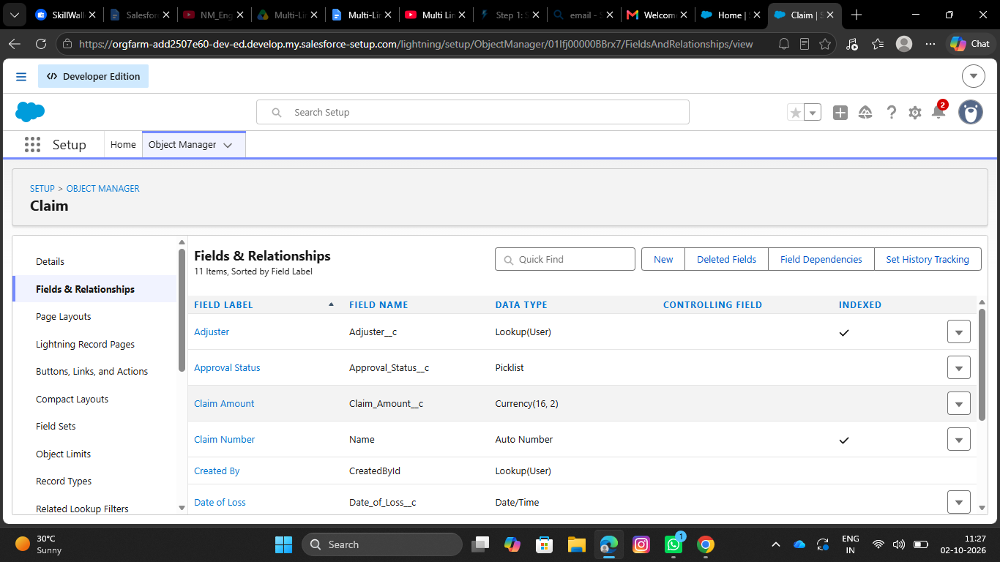 SkillWall
Salesfor
NM_Eng
Multi-Lin
Multi-Lin
Multi Lin
Step 1: S
email - S
Welcome
Home | S
Claim | S
https://orgfarm-add2507e60-dev-ed.develop.my.salesforce-setup.com/lightning/setup/ObjectManager/01Ifj00000BBrx7/FieldsAndRelationships/view
Chat
Developer Edition
Search Setup
2
Setup
Home
Object Manager
SETUP > OBJECT MANAGER
Claim
Details
Fields & Relationships
Page Layouts
Lightning Record Pages
Buttons, Links, and Actions
Compact Layouts
Field Sets
Object Limits
Record Types
Related Lookup Filters
Fields & Relationships
11 Items, Sorted by Field Label
Quick Find
New
Deleted Fields
Field Dependencies
Set History Tracking
FIELD LABEL FIELD NAME DATA TYPE CONTROLLING FIELD INDEXED
Adjuster Adjuster__c Lookup(User)
Approval Status Approval_Status__c Picklist
Claim Amount Claim_Amount__c Currency(16, 2)
Claim Number Name Auto Number
Created By CreatedById Lookup(User)
Date of Loss Date_of_Loss__c Date/Time
30°C
Sunny
Search
1
ENG
IN
11:27
02-10-2026